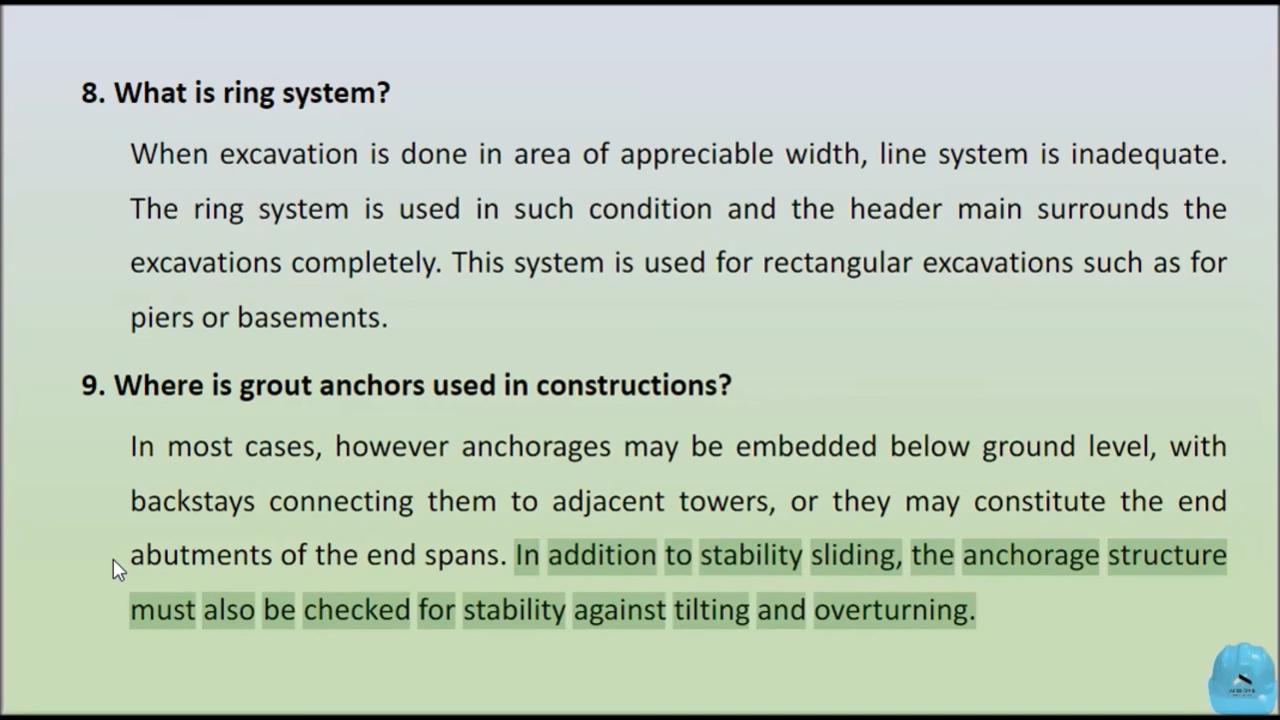 8. What is ring system?
When excavation is done in area of appreciable width, line system is inadequate.
The ring system is used in such condition and the header main surrounds the
excavations completely. This system is used for rectangular excavations such as for
piers or basements.
9. Where is grout anchors used in constructions?
In most cases, however anchorages may be embedded below ground level, with
backstays connecting them to adjacent towers, or they may constitute the end
abutments of the end spans. In addition to stability sliding, the anchorage structure
must also be checked for stability against tilting and overturning.